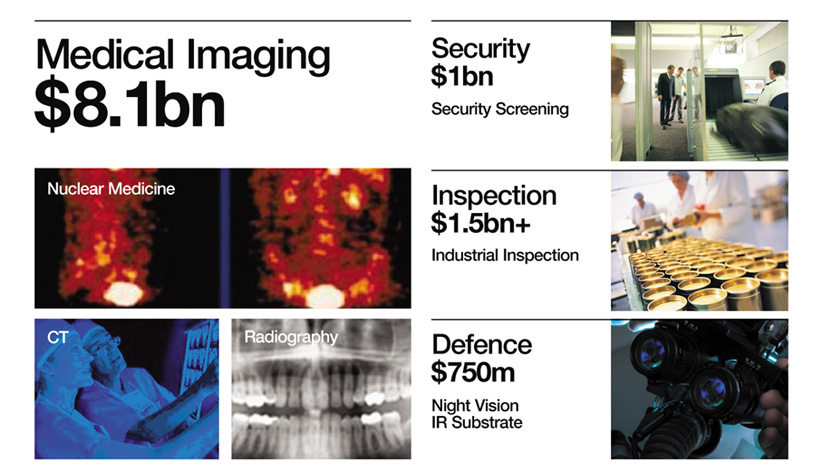 Medical Imaging
$8.1bn
Nuclear Medicine
CT
Radiography
Security
$1bn
Security Screening
Inspection
$1.5bn+
Industrial Inspection
Defence
$750m
Night Vision
IR Substrate